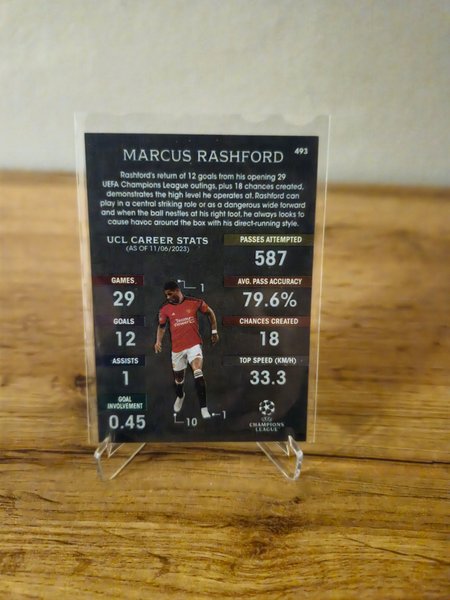 MARCUS RASHFORD
493
Rashford's return of 12 goals from his opening 29
UEFA Champions League outings, plus 18 chances created,
demonstrates the high level he operates at. Rashford can
play in a central striking role or as a dangerous wide forward
and when the ball nestles at his right foot, he always looks to
cause havoc around the box with his direct-running style.
UCL CAREER STATS
(AS OF 11/06/2023)
PASSES ATTEMPTED
587
GAMES
29
AVG. PASS ACCURACY
79.6%
GOALS
12
CHANCES CREATED
18
ASSISTS
1
TOP SPEED (KM/H)
33.3
GOAL
INVOLVEMENT
0.45
1
10
1
UEFA
CHAMPIONS
LEAGUE